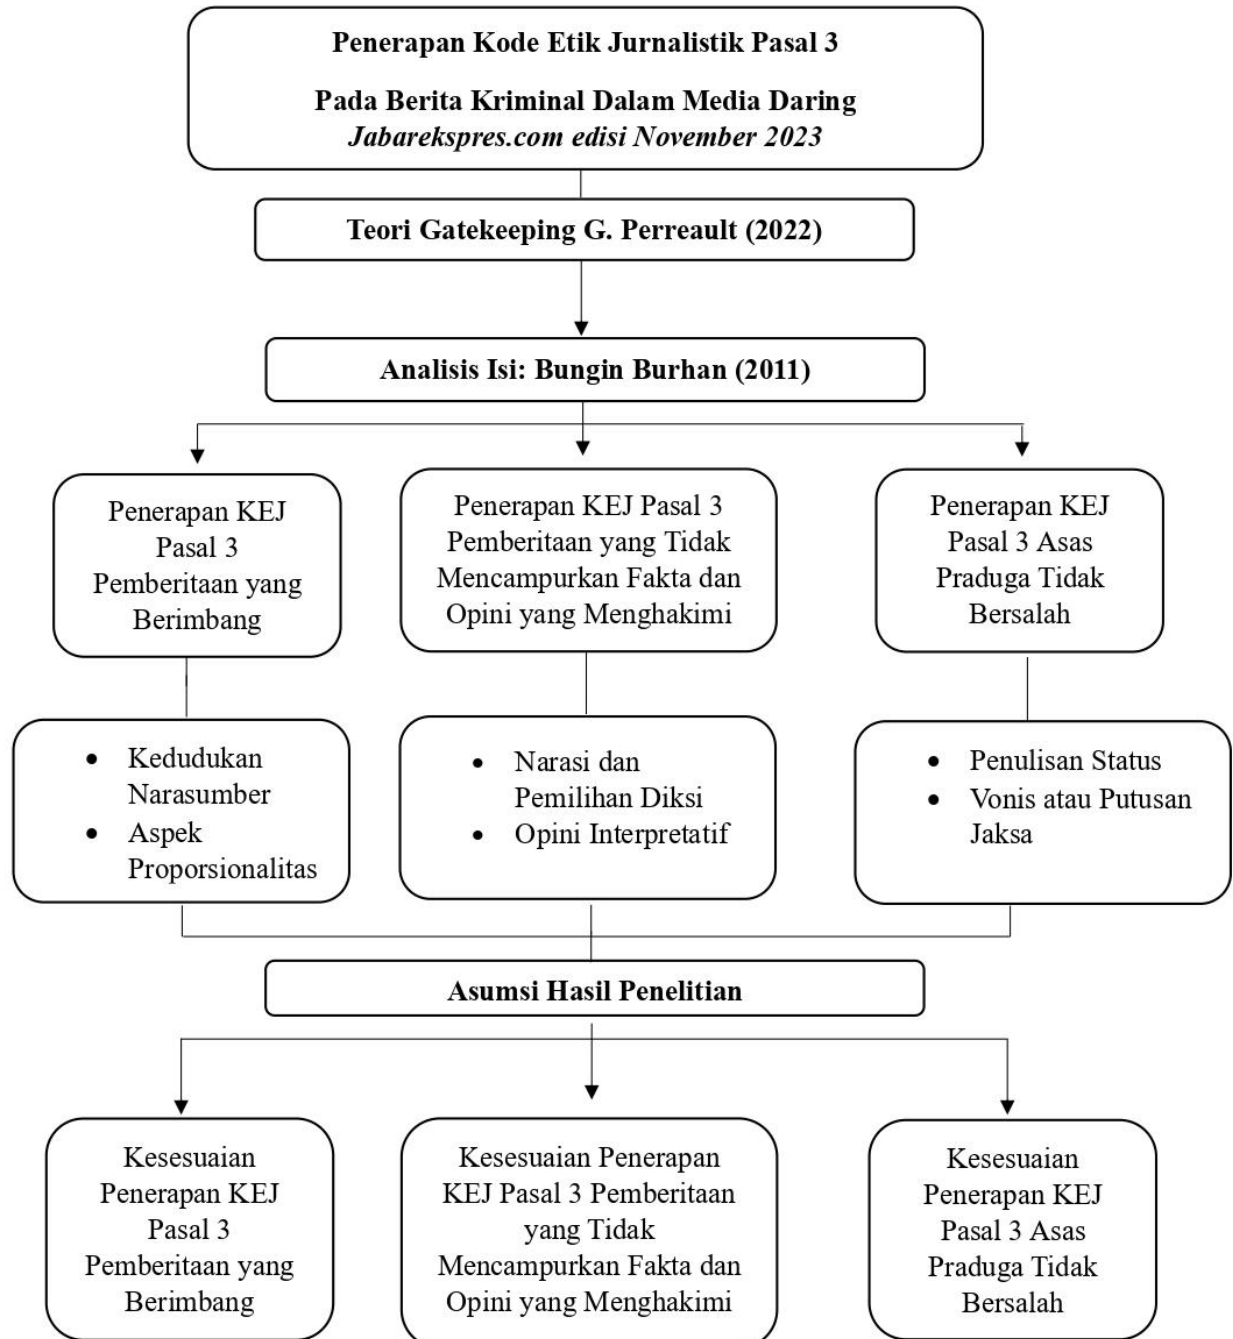 Penerapan Kode Etik Jurnalistik Pasal 3
Pada Berita Kriminal Dalam Media Daring
Jabarekspres.com edisi November 2023
Teori Gatekeeping G. Perreault (2022)
Analisis Isi: Bungin Burhan (2011)
Penerapan KEJ
Pasal 3
Pemberitaan yang
Berimbang
Penerapan KEJ Pasal 3
Pemberitaan yang Tidak
Mencampurkan Fakta dan
Opini yang Menghakimi
Penerapan KEJ
Pasal 3 Asas
Praduga Tidak
Bersalah
• Kedudukan
Narasumber
• Aspek
Proporsionalitas
• Narasi dan
Pemilihan Diksi
• Opini Interpretatif
• Penulisan Status
• Vonis atau Putusan
Jaksa
Asumsi Hasil Penelitian
Kesesuaian
Penerapan KEJ
Pasal 3
Pemberitaan yang
Berimbang
Kesesuaian Penerapan
KEJ Pasal 3 Pemberitaan
yang Tidak
Mencampurkan Fakta dan
Opini yang Menghakimi
Kesesuaian
Penerapan KEJ
Pasal 3 Asas
Praduga Tidak
Bersalah